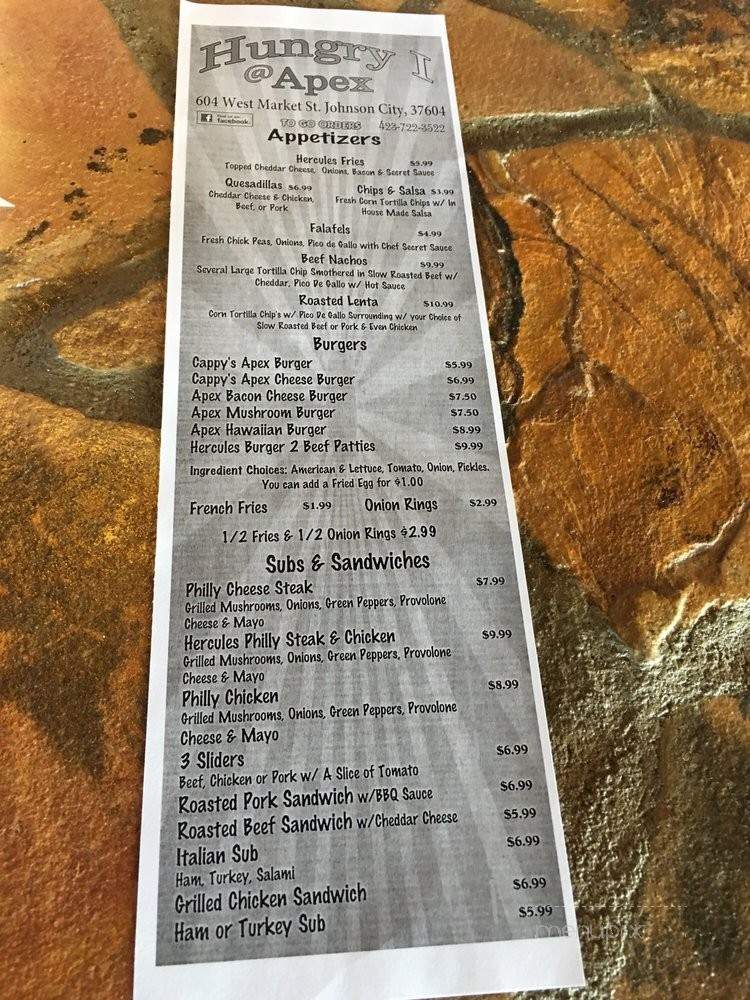 Hungry I
@Apex
604 West Market St. Johnson City, 37604
Find us on facebook.
TO GO ORDERS 423-722-3522
Appetizers
Hercules Fries $5.99
Topped Cheddar Cheese, Onions, Bacon & Secret Sauce
Quesadillas $6.99
Cheddar Cheese & Chicken,
Beef, or Pork
Chips & Salsa $3.99
Fresh Corn Tortilla Chips w/ In
House Made Salsa
Falafels $4.99
Fresh Chick Peas, Onions, Pico de Gallo with Chef Secret Sauce
Beef Nachos $9.99
Several Large Tortilla Chip Smothered in Slow Roasted Beef w/
Cheddar, Pico De Gallo w/ Hot Sauce
Roasted Lenta $10.99
Corn Tortilla Chip's w/ Pico De Gallo Surrounding w/ your Choice of
Slow Roasted Beef or Pork & Even Chicken
Burgers
Cappy's Apex Burger $5.99
Cappy's Apex Cheese Burger $6.99
Apex Bacon Cheese Burger $7.50
Apex Mushroom Burger $7.50
Apex Hawaiian Burger $8.99
Hercules Burger 2 Beef Patties $9.99
Ingredient Choices: American & Lettuce, Tomato, Onion, Pickles.
You can add a Fried Egg for $1.00
French Fries $1.99 Onion Rings $2.99
1/2 Fries & 1/2 Onion Rings $2.99
Subs & Sandwiches
Philly Cheese Steak $7.99
Grilled Mushrooms, Onions, Green Peppers, Provolone
Cheese & Mayo
Hercules Philly Steak & Chicken $9.99
Grilled Mushrooms, Onions, Green Peppers, Provolone
Cheese & Mayo
Philly Chicken $8.99
Grilled Mushrooms, Onions, Green Peppers, Provolone
Cheese & Mayo
3 Sliders $6.99
Beef, Chicken or Pork w/ A Slice of Tomato
Roasted Pork Sandwich w/BBQ Sauce $6.99
Roasted Beef Sandwich w/Cheddar Cheese $5.99
Italian Sub $6.99
Ham, Turkey, Salami
Grilled Chicken Sandwich $6.99
Ham or Turkey Sub $5.99
menupix